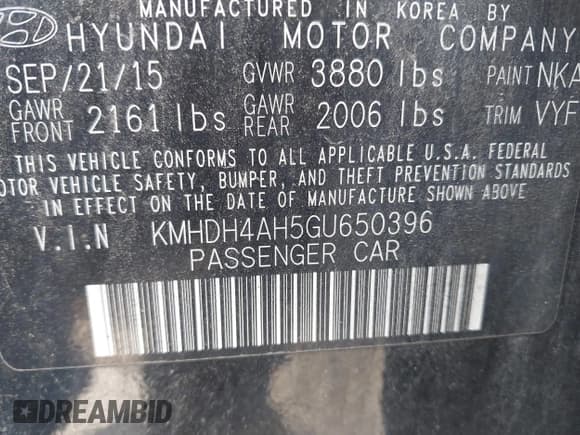 MANUFACTURED IN KOREA BY
HYUNDAI MOTOR COMPANY
SEP/21/15 GVWR 3880 lbs PAINT NKA
GAWR FRONT 2161 lbs GAWR REAR 2006 lbs TRIM VYF
THIS VEHICLE CONFORMS TO ALL APPLICABLE U.S.A. FEDERAL
OTOR VEHICLE SAFETY, BUMPER, AND THEFT PREVENTION STANDARDS
IN EFFECT ON THE DATE OF MANUFACTURE SHOWN ABOVE
V.I.N KMHDH4AH5GU650396
PASSENGER CAR
DREAMBID